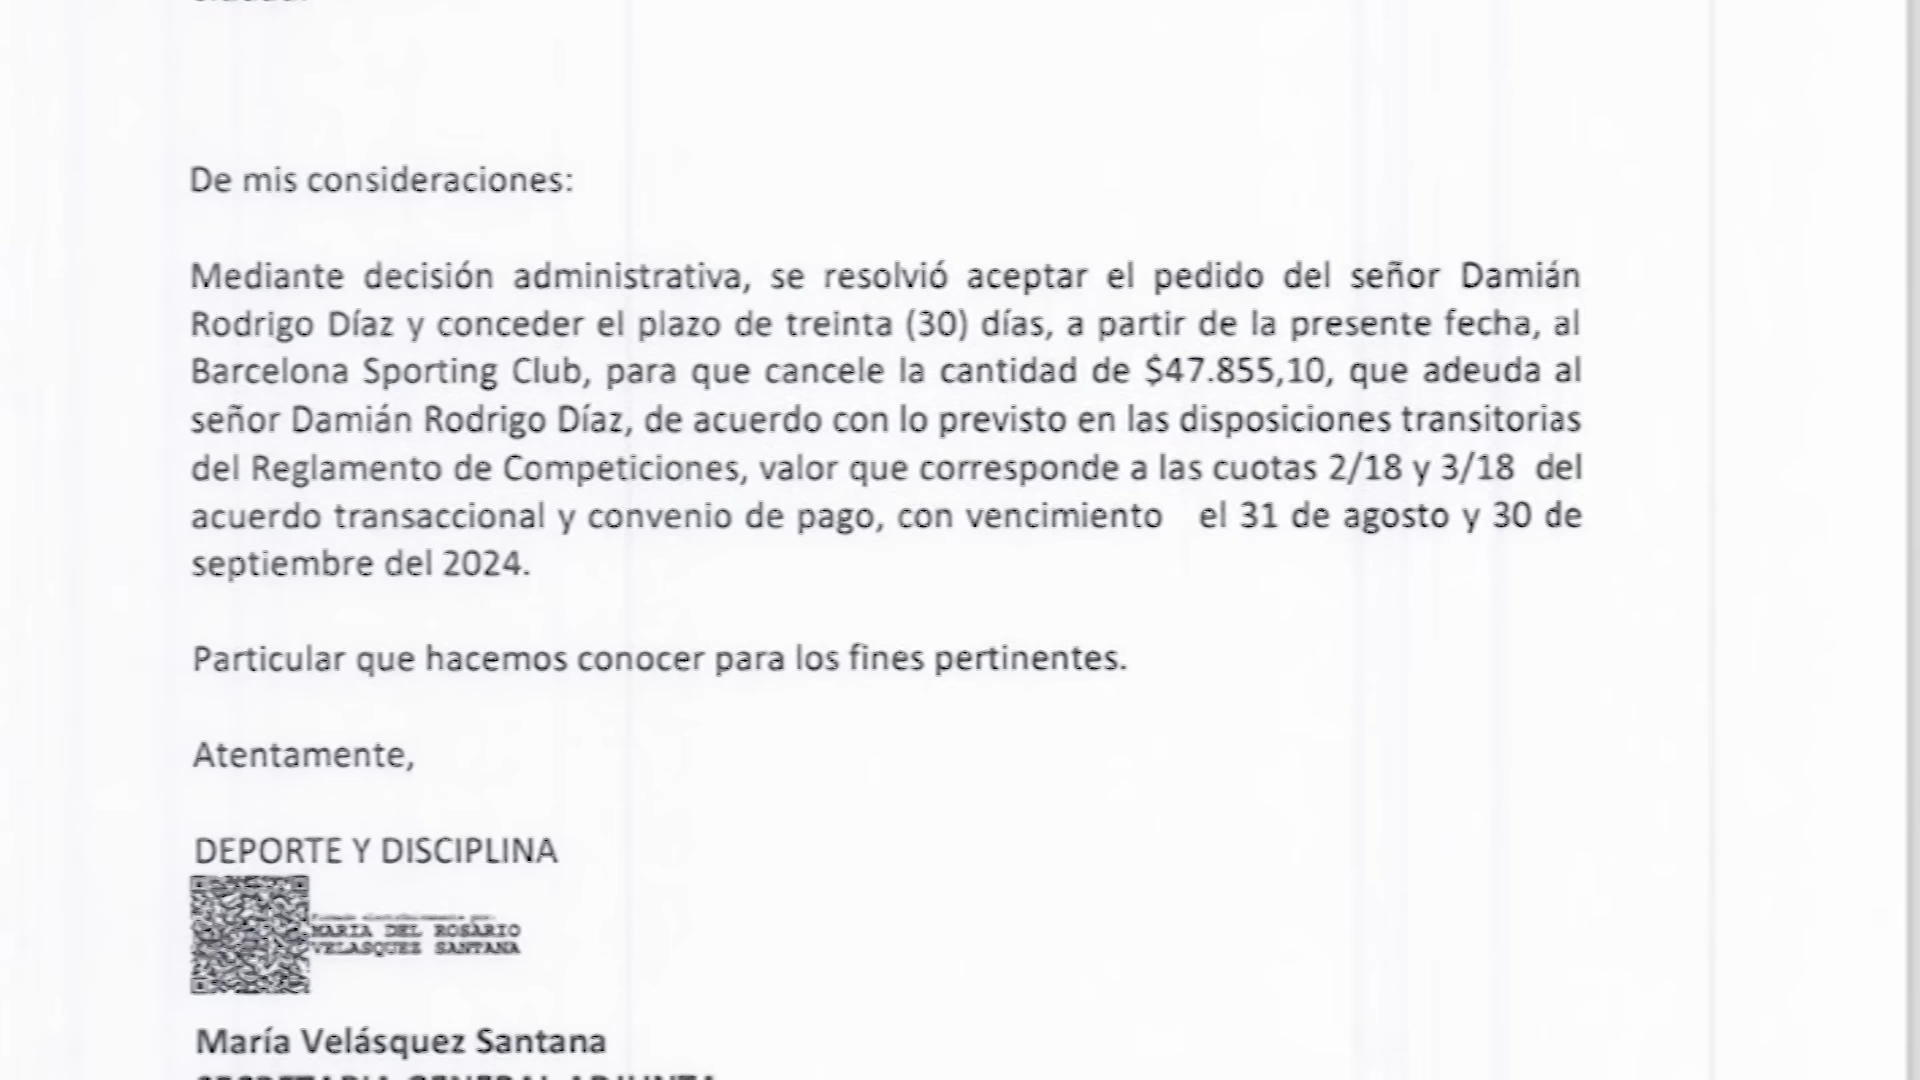 De mis consideraciones:
Mediante decisión administrativa, se resolvió aceptar el pedido del señor Damián
Rodrigo Díaz y conceder el plazo de treinta (30) días, a partir de la presente fecha, al
Barcelona Sporting Club, para que cancele la cantidad de $47.855,10, que adeuda al
señor Damián Rodrigo Díaz, de acuerdo con lo previsto en las disposiciones transitorias
del Reglamento de Competiciones, valor que corresponde a las cuotas 2/18 y 3/18 del
acuerdo transaccional y convenio de pago, con vencimiento el 31 de agosto y 30 de
septiembre del 2024.
Particular que hacemos conocer para los fines pertinentes.
Atentamente,
DEPORTE Y DISCIPLINA
Firmado electrónicamente por:
MARIA DEL ROSARIO
VELASQUEZ SANTANA
María Velásquez Santana